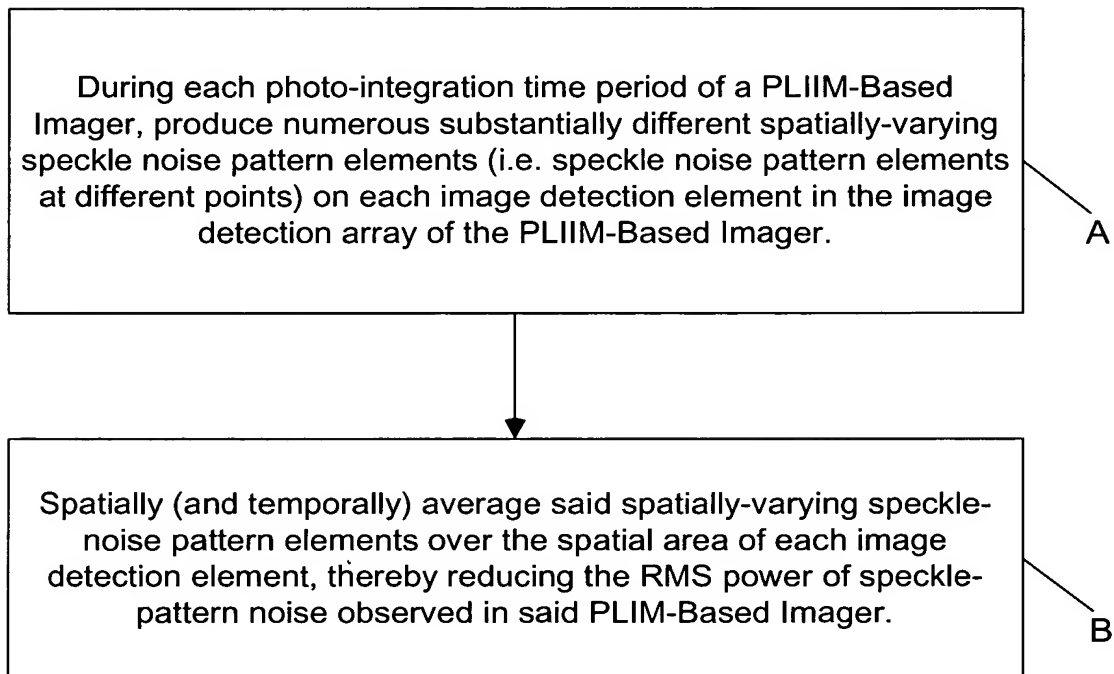 During each photo-integration time period of a PLIIM-Based
Imager, produce numerous substantially different spatially-varying
speckle noise pattern elements (i.e. speckle noise pattern elements
at different points) on each image detection element in the image
detection array of the PLIIM-Based Imager.
A
Spatially (and temporally) average said spatially-varying speckle-
noise pattern elements over the spatial area of each image
detection element, thereby reducing the RMS power of speckle-
pattern noise observed in said PLIM-Based Imager.
B